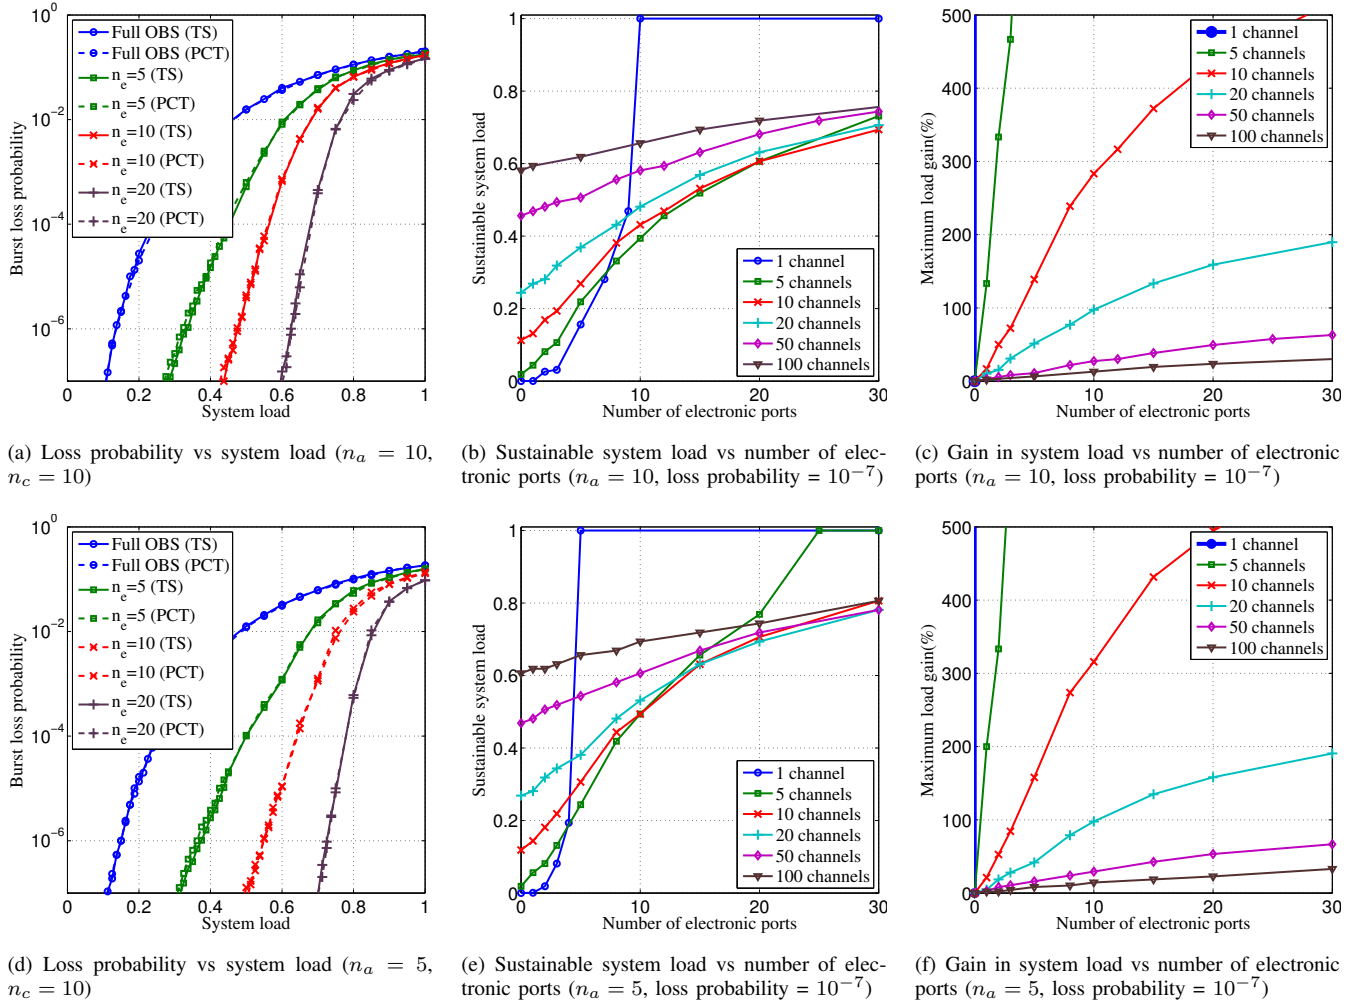 10^0
10^-2
10^-4
10^-6
Burst loss probability
Full OBS (TS)
Full OBS (PCT)
n_e=5 (TS)
n_e=5 (PCT)
n_e=10 (TS)
n_e=10 (PCT)
n_e=20 (TS)
n_e=20 (PCT)
0 0.2 0.4 0.6 0.8 1
System load
(a) Loss probability vs system load (n_a = 10,
n_c = 10)
1
0.8
0.6
0.4
0.2
0
Sustainable system load
1 channel
5 channels
10 channels
20 channels
50 channels
100 channels
0 10 20 30
Number of electronic ports
(b) Sustainable system load vs number of elec-
tronic ports (n_a = 10, loss probability = 10^-7)
500
400
300
200
100
0
Maximum load gain(%)
1 channel
5 channels
10 channels
20 channels
50 channels
100 channels
0 10 20 30
Number of electronic ports
(c) Gain in system load vs number of electronic
ports (n_a = 10, loss probability = 10^-7)
10^0
10^-2
10^-4
10^-6
Burst loss probability
Full OBS (TS)
Full OBS (PCT)
n_e=5 (TS)
n_e=5 (PCT)
n_e=10 (TS)
n_e=10 (PCT)
n_e=20 (TS)
n_e=20 (PCT)
0 0.2 0.4 0.6 0.8 1
System load
(d) Loss probability vs system load (n_a = 5,
n_c = 10)
1
0.8
0.6
0.4
0.2
0
Sustainable system load
1 channel
5 channels
10 channels
20 channels
50 channels
100 channels
0 10 20 30
Number of electronic ports
(e) Sustainable system load vs number of elec-
tronic ports (n_a = 5, loss probability = 10^-7)
500
400
300
200
100
0
Maximum load gain(%)
1 channel
5 channels
10 channels
20 channels
50 channels
100 channels
0 10 20 30
Number of electronic ports
(f) Gain in system load vs number of electronic
ports (n_a = 5, loss probability = 10^-7)